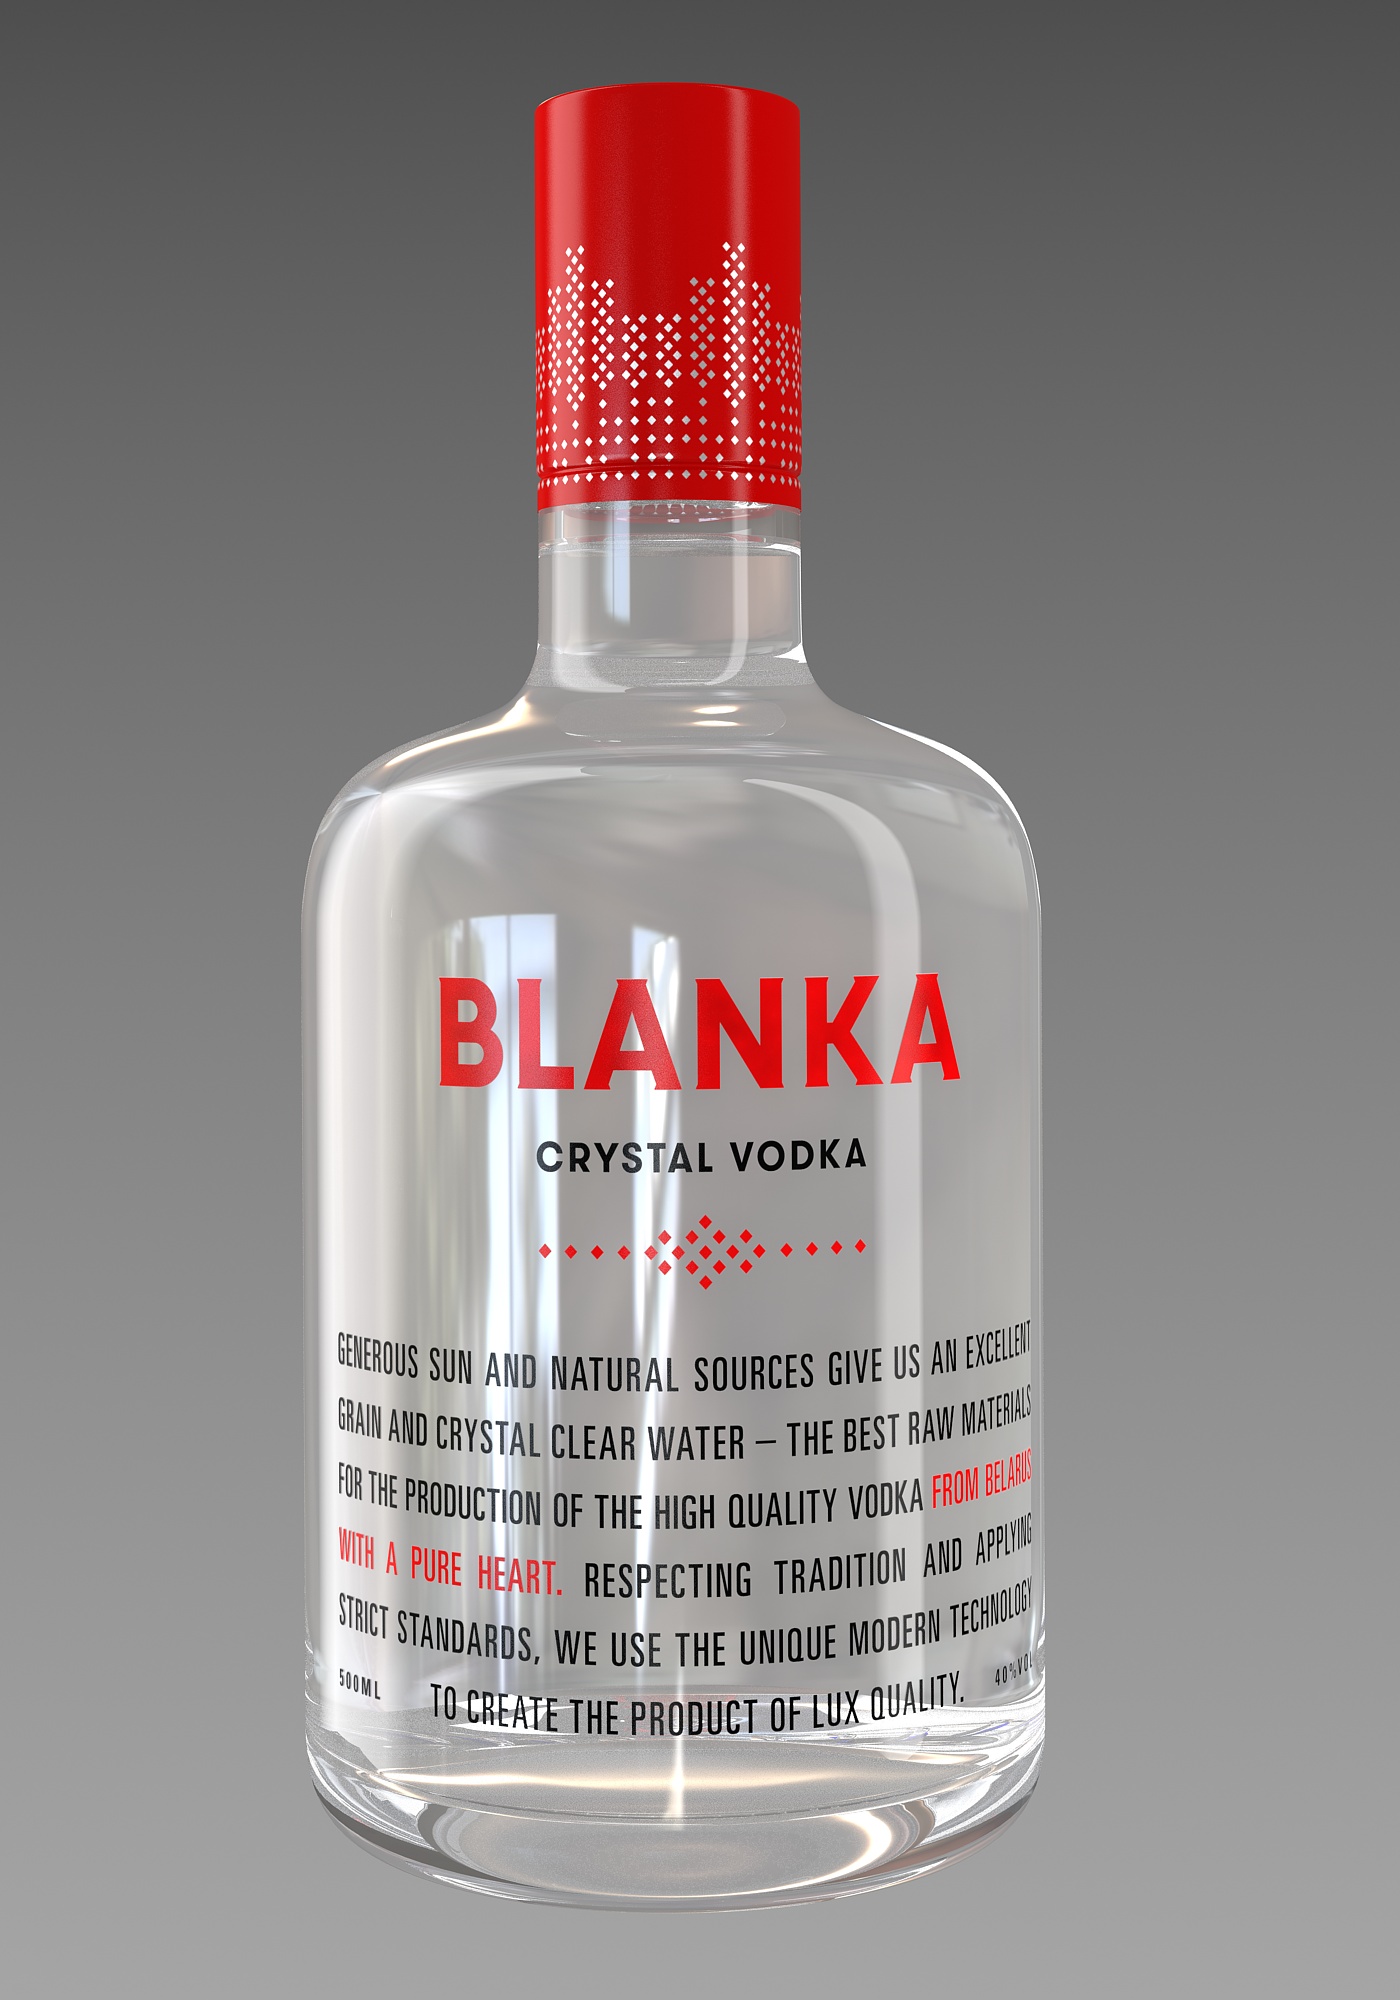 BLANKA
CRYSTAL VODKA
GENEROUS SUN AND NATURAL SOURCES GIVE US AN EXCELLENT
GRAIN AND CRYSTAL CLEAR WATER – THE BEST RAW MATERIALS
FOR THE PRODUCTION OF THE HIGH QUALITY VODKA FROM BELARUS
WITH A PURE HEART. RESPECTING TRADITION AND APPLYING
STRICT STANDARDS, WE USE THE UNIQUE MODERN TECHNOLOGY
500ML TO CREATE THE PRODUCT OF LUX QUALITY. 40%VOL